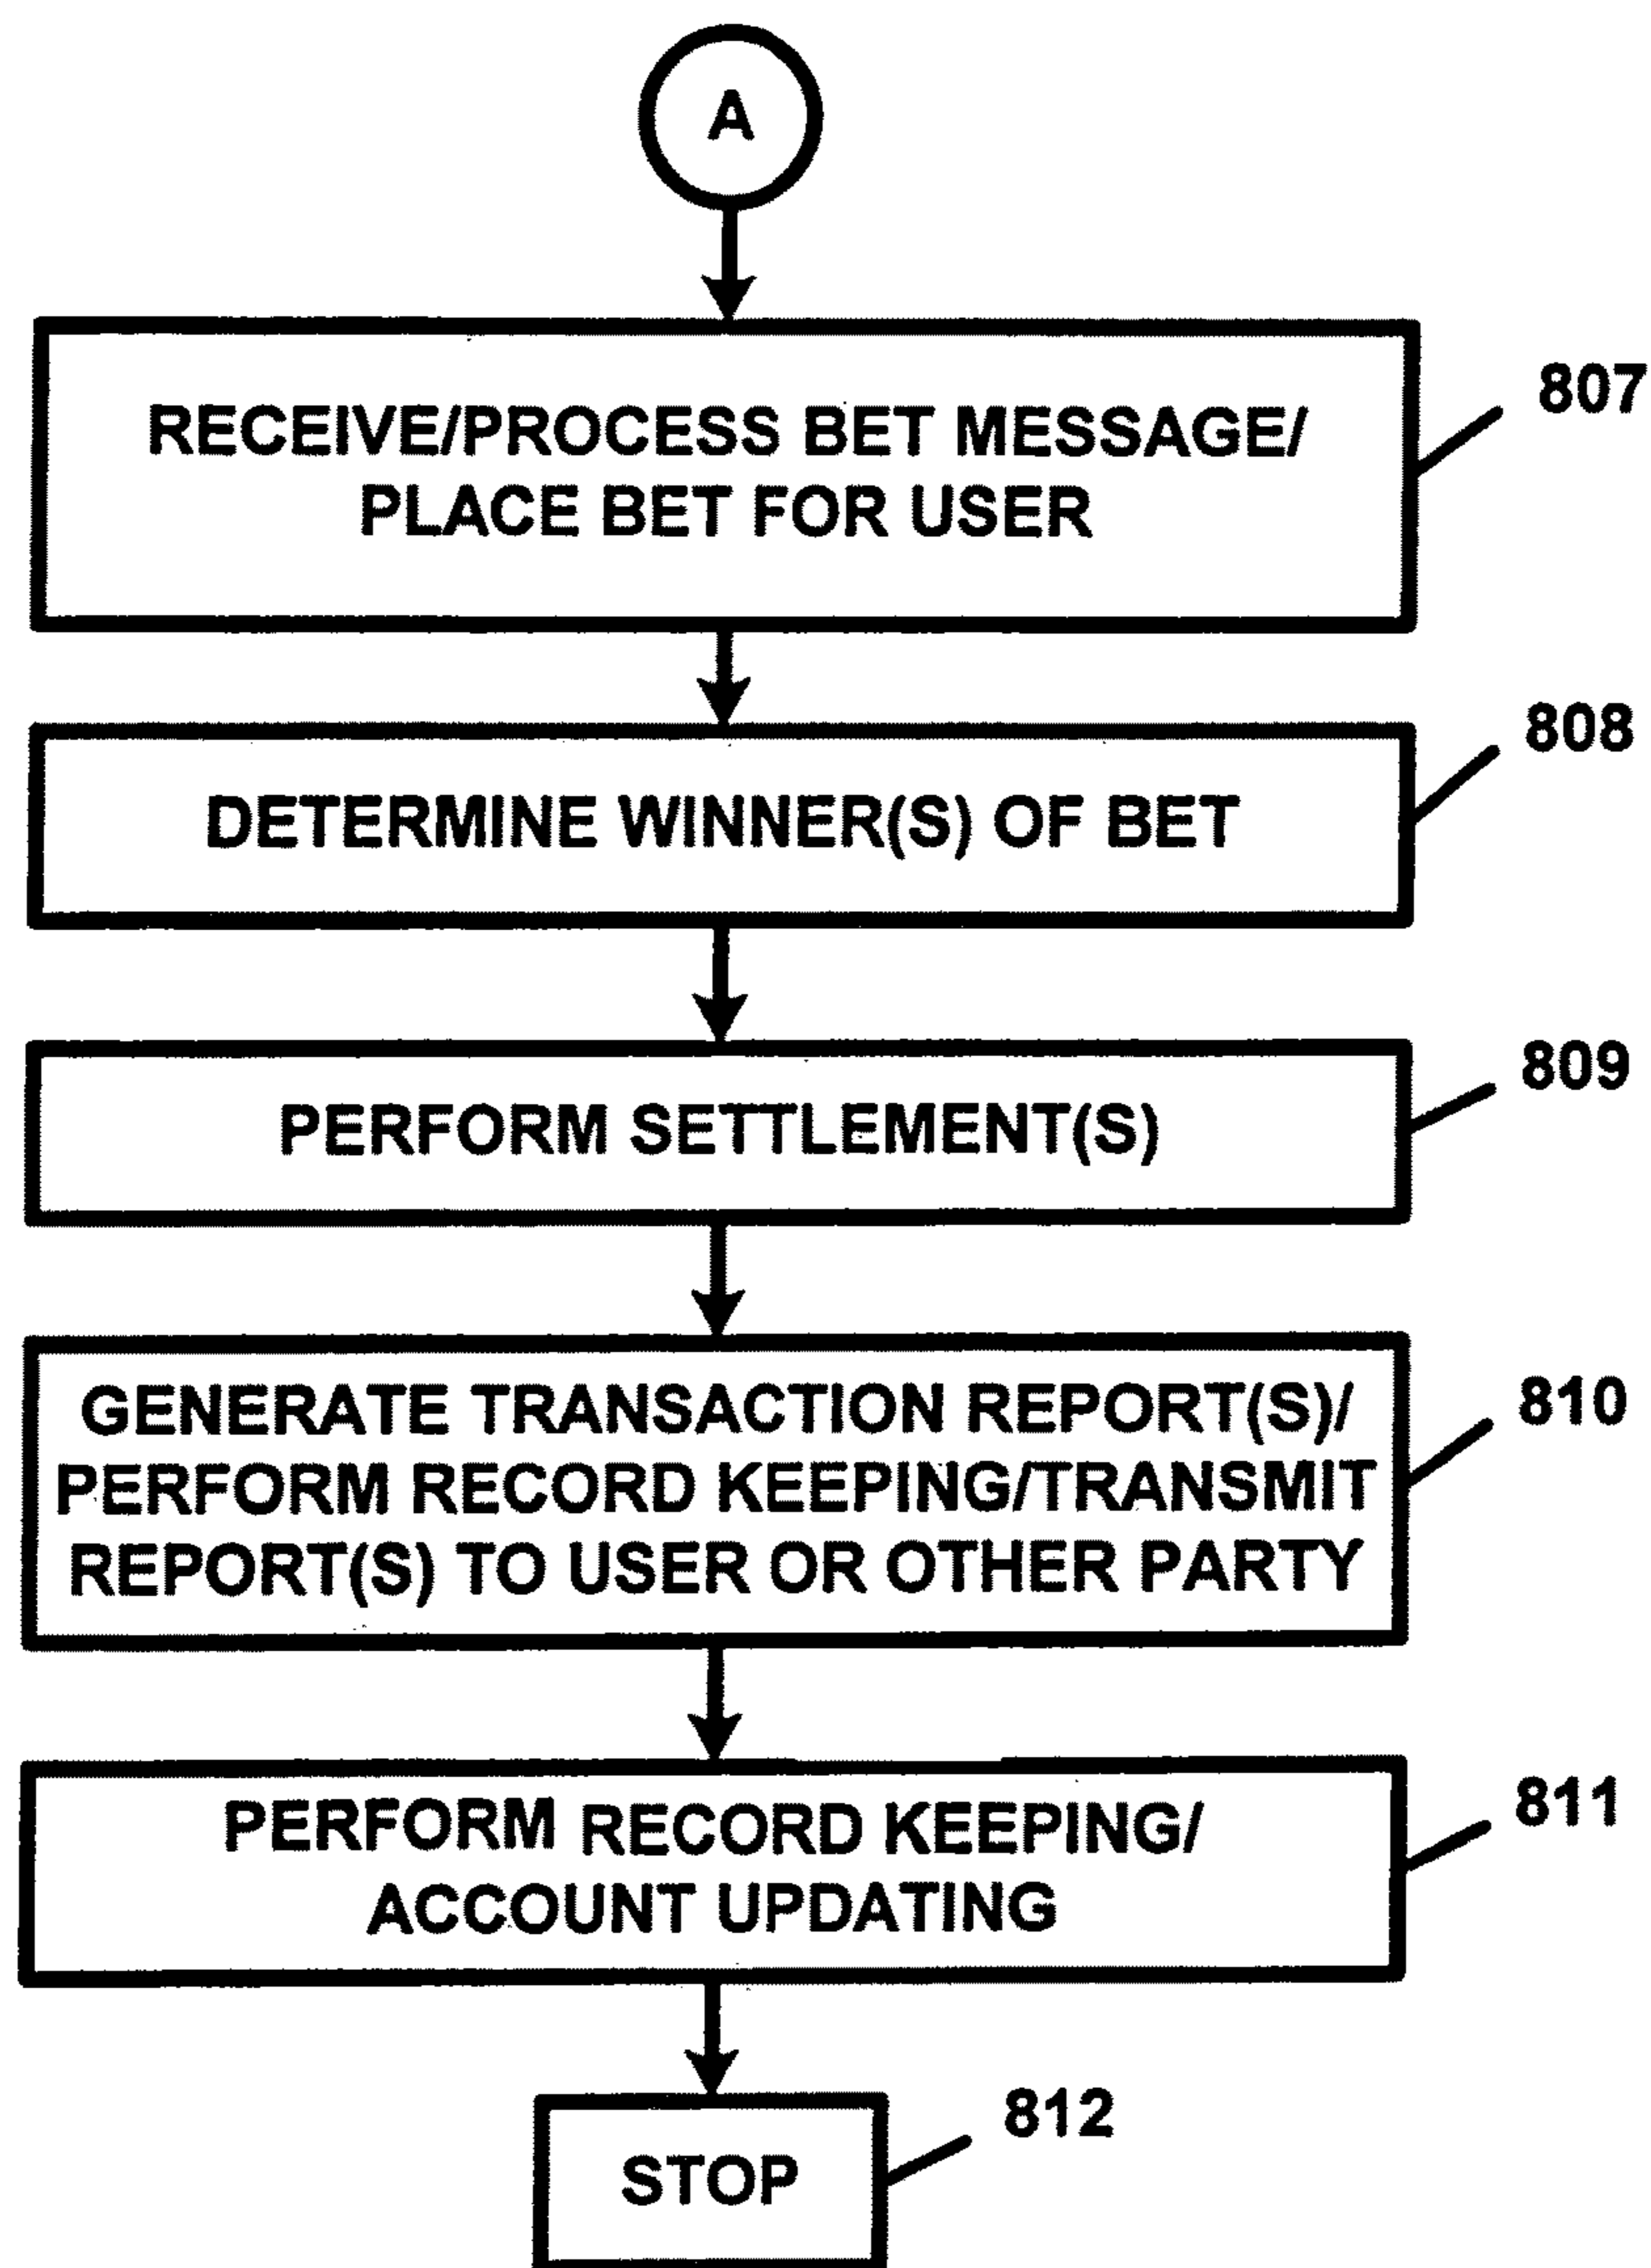 A
RECEIVE/PROCESS BET MESSAGE/
PLACE BET FOR USER
807
DETERMINE WINNER(S) OF BET
808
PERFORM SETTLEMENT(S)
809
GENERATE TRANSACTION REPORT(S)/
PERFORM RECORD KEEPING/TRANSMIT
REPORT(S) TO USER OR OTHER PARTY
810
PERFORM RECORD KEEPING/
ACCOUNT UPDATING
811
STOP
812